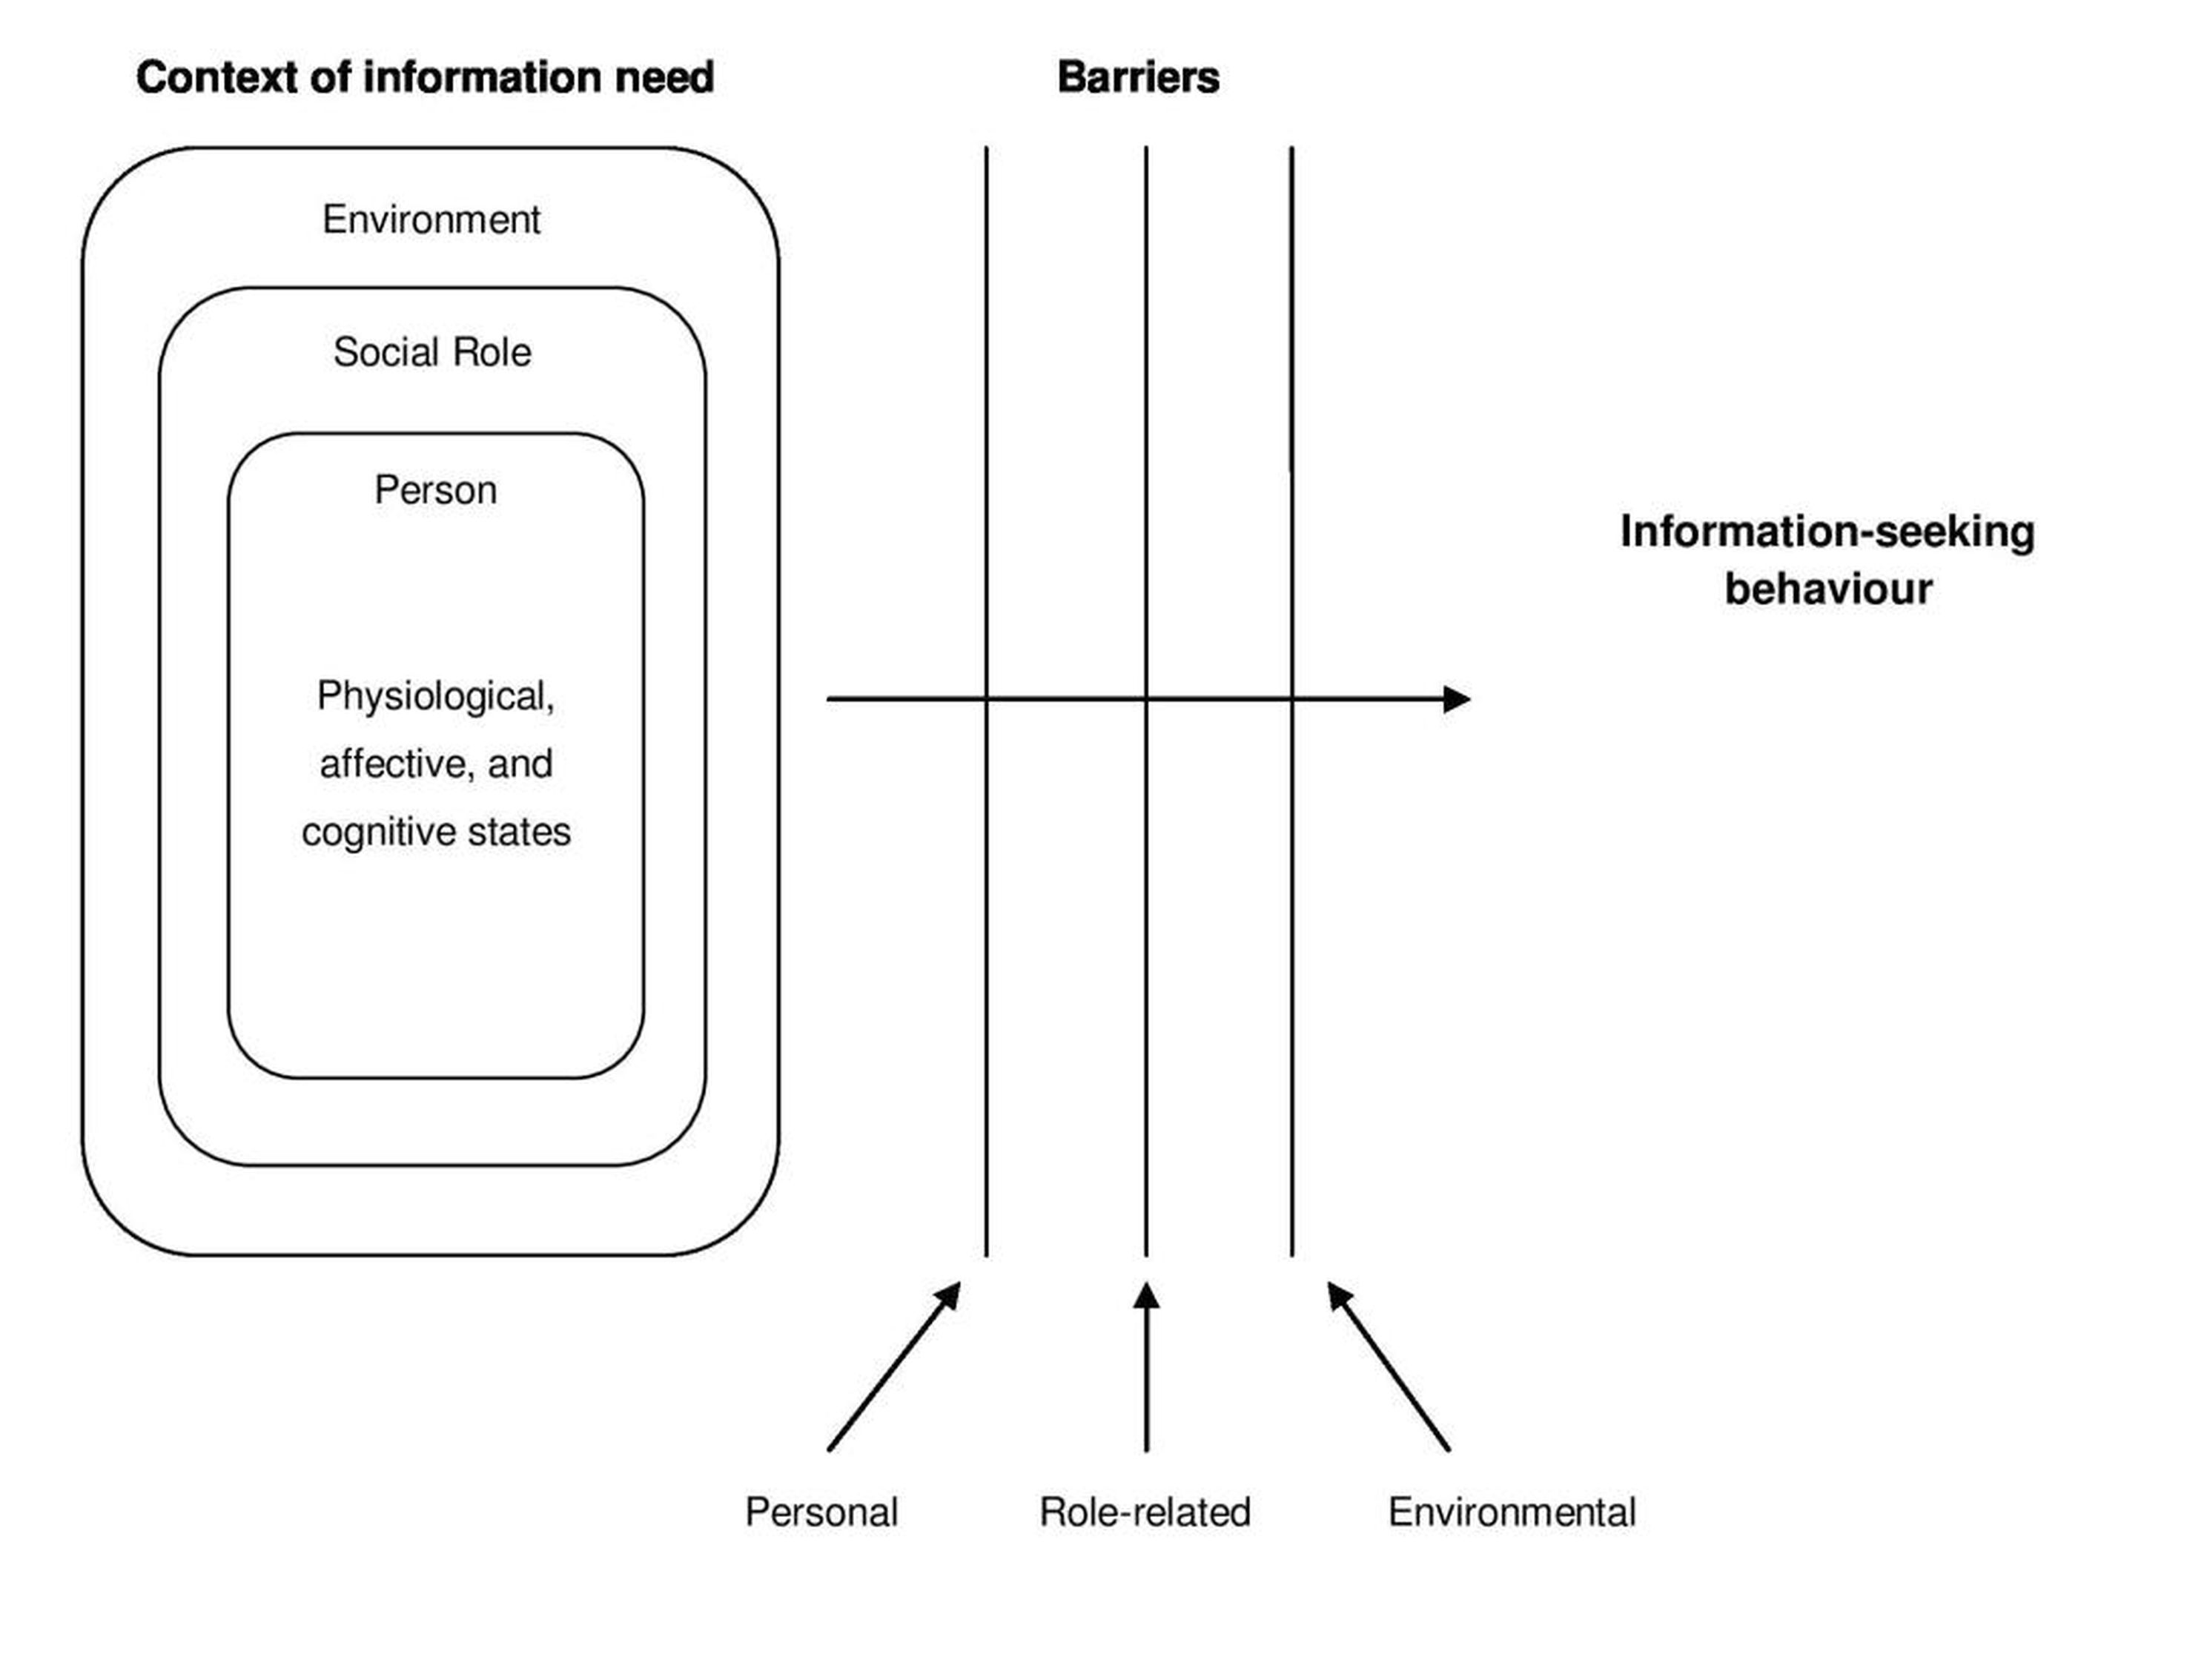 Context of information need
Barriers
Environment
Social Role
Person
Physiological,
affective, and
cognitive states
Information-seeking
behaviour
Personal
Role-related
Environmental